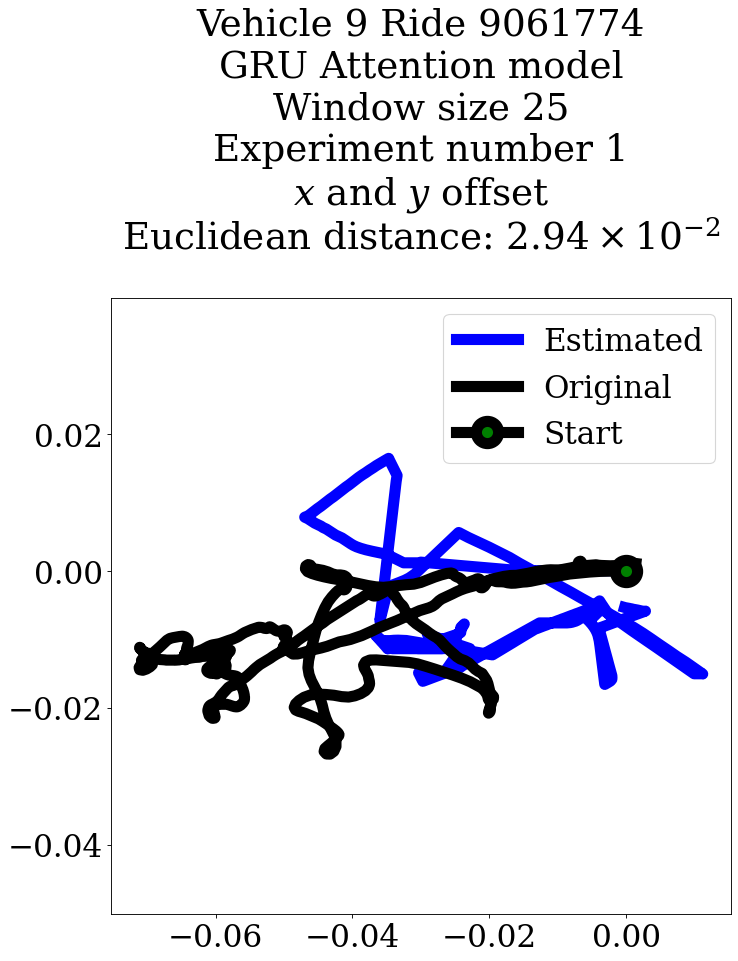 Vehicle 9 Ride 9061774
GRU Attention model
Window size 25
Experiment number 1
x and y offset
Euclidean distance: 2.94 × 10⁻²
Estimated
Original
Start
0.02
0.00
−0.02
−0.04
−0.06 −0.04 −0.02 0.00